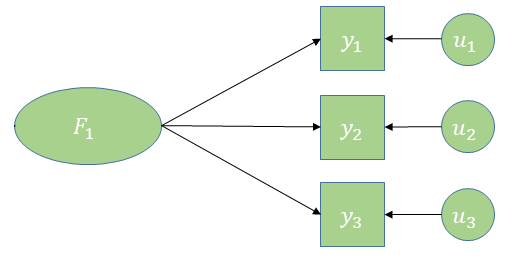 y₁ u₁
F₁ y₂ u₂
y₃ u₃